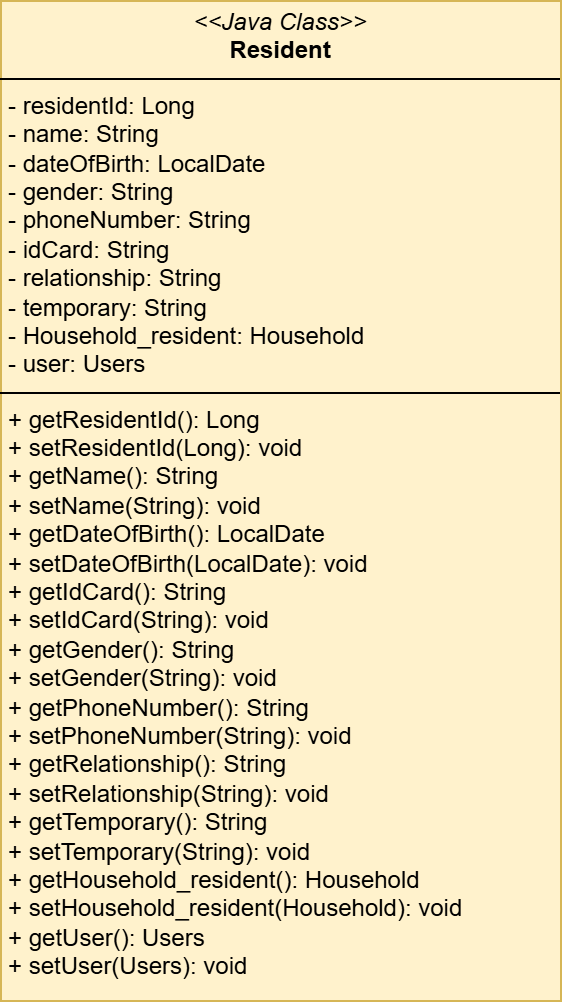 <<Java Class>>
Resident
- residentId: Long
- name: String
- dateOfBirth: LocalDate
- gender: String
- phoneNumber: String
- idCard: String
- relationship: String
- temporary: String
- Household_resident: Household
- user: Users
+ getResidentId(): Long
+ setResidentId(Long): void
+ getName(): String
+ setName(String): void
+ getDateOfBirth(): LocalDate
+ setDateOfBirth(LocalDate): void
+ getIdCard(): String
+ setIdCard(String): void
+ getGender(): String
+ setGender(String): void
+ getPhoneNumber(): String
+ setPhoneNumber(String): void
+ getRelationship(): String
+ setRelationship(String): void
+ getTemporary(): String
+ setTemporary(String): void
+ getHousehold_resident(): Household
+ setHousehold_resident(Household): void
+ getUser(): Users
+ setUser(Users): void